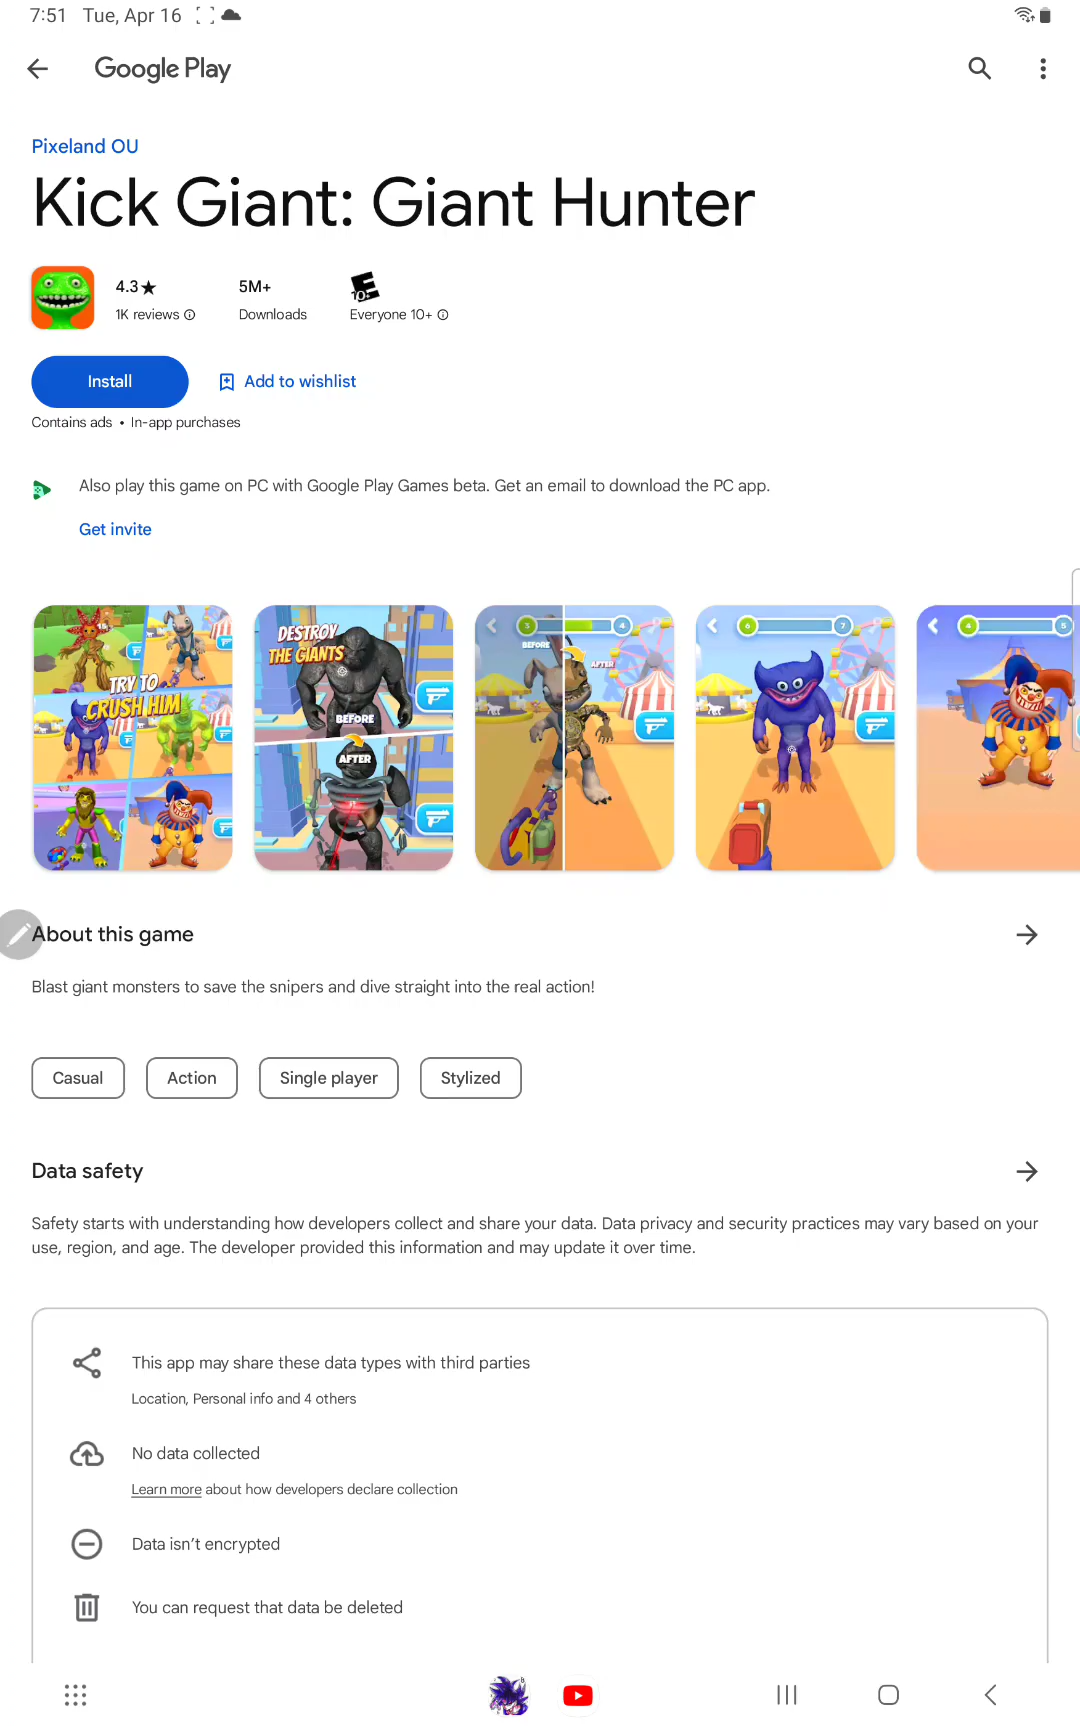 7:51 Tue, Apr 16
Google Play
Pixeland OU
Kick Giant: Giant Hunter
4.3★ 5M+ E 10+
1K reviews Downloads Everyone 10+
Install Add to wishlist
Contains ads • In-app purchases
Also play this game on PC with Google Play Games beta. Get an email to download the PC app.
Get invite
TRY TO
CRUSH HIM
DESTROY
THE GIANTS
BEFORE
AFTER
3 4
BEFORE
AFTER
6 7
4 5
About this game
Blast giant monsters to save the snipers and dive straight into the real action!
Casual Action Single player Stylized
Data safety
Safety starts with understanding how developers collect and share your data. Data privacy and security practices may vary based on your
use, region, and age. The developer provided this information and may update it over time.
This app may share these data types with third parties
Location, Personal info and 4 others
No data collected
Learn more about how developers declare collection
Data isn't encrypted
You can request that data be deleted